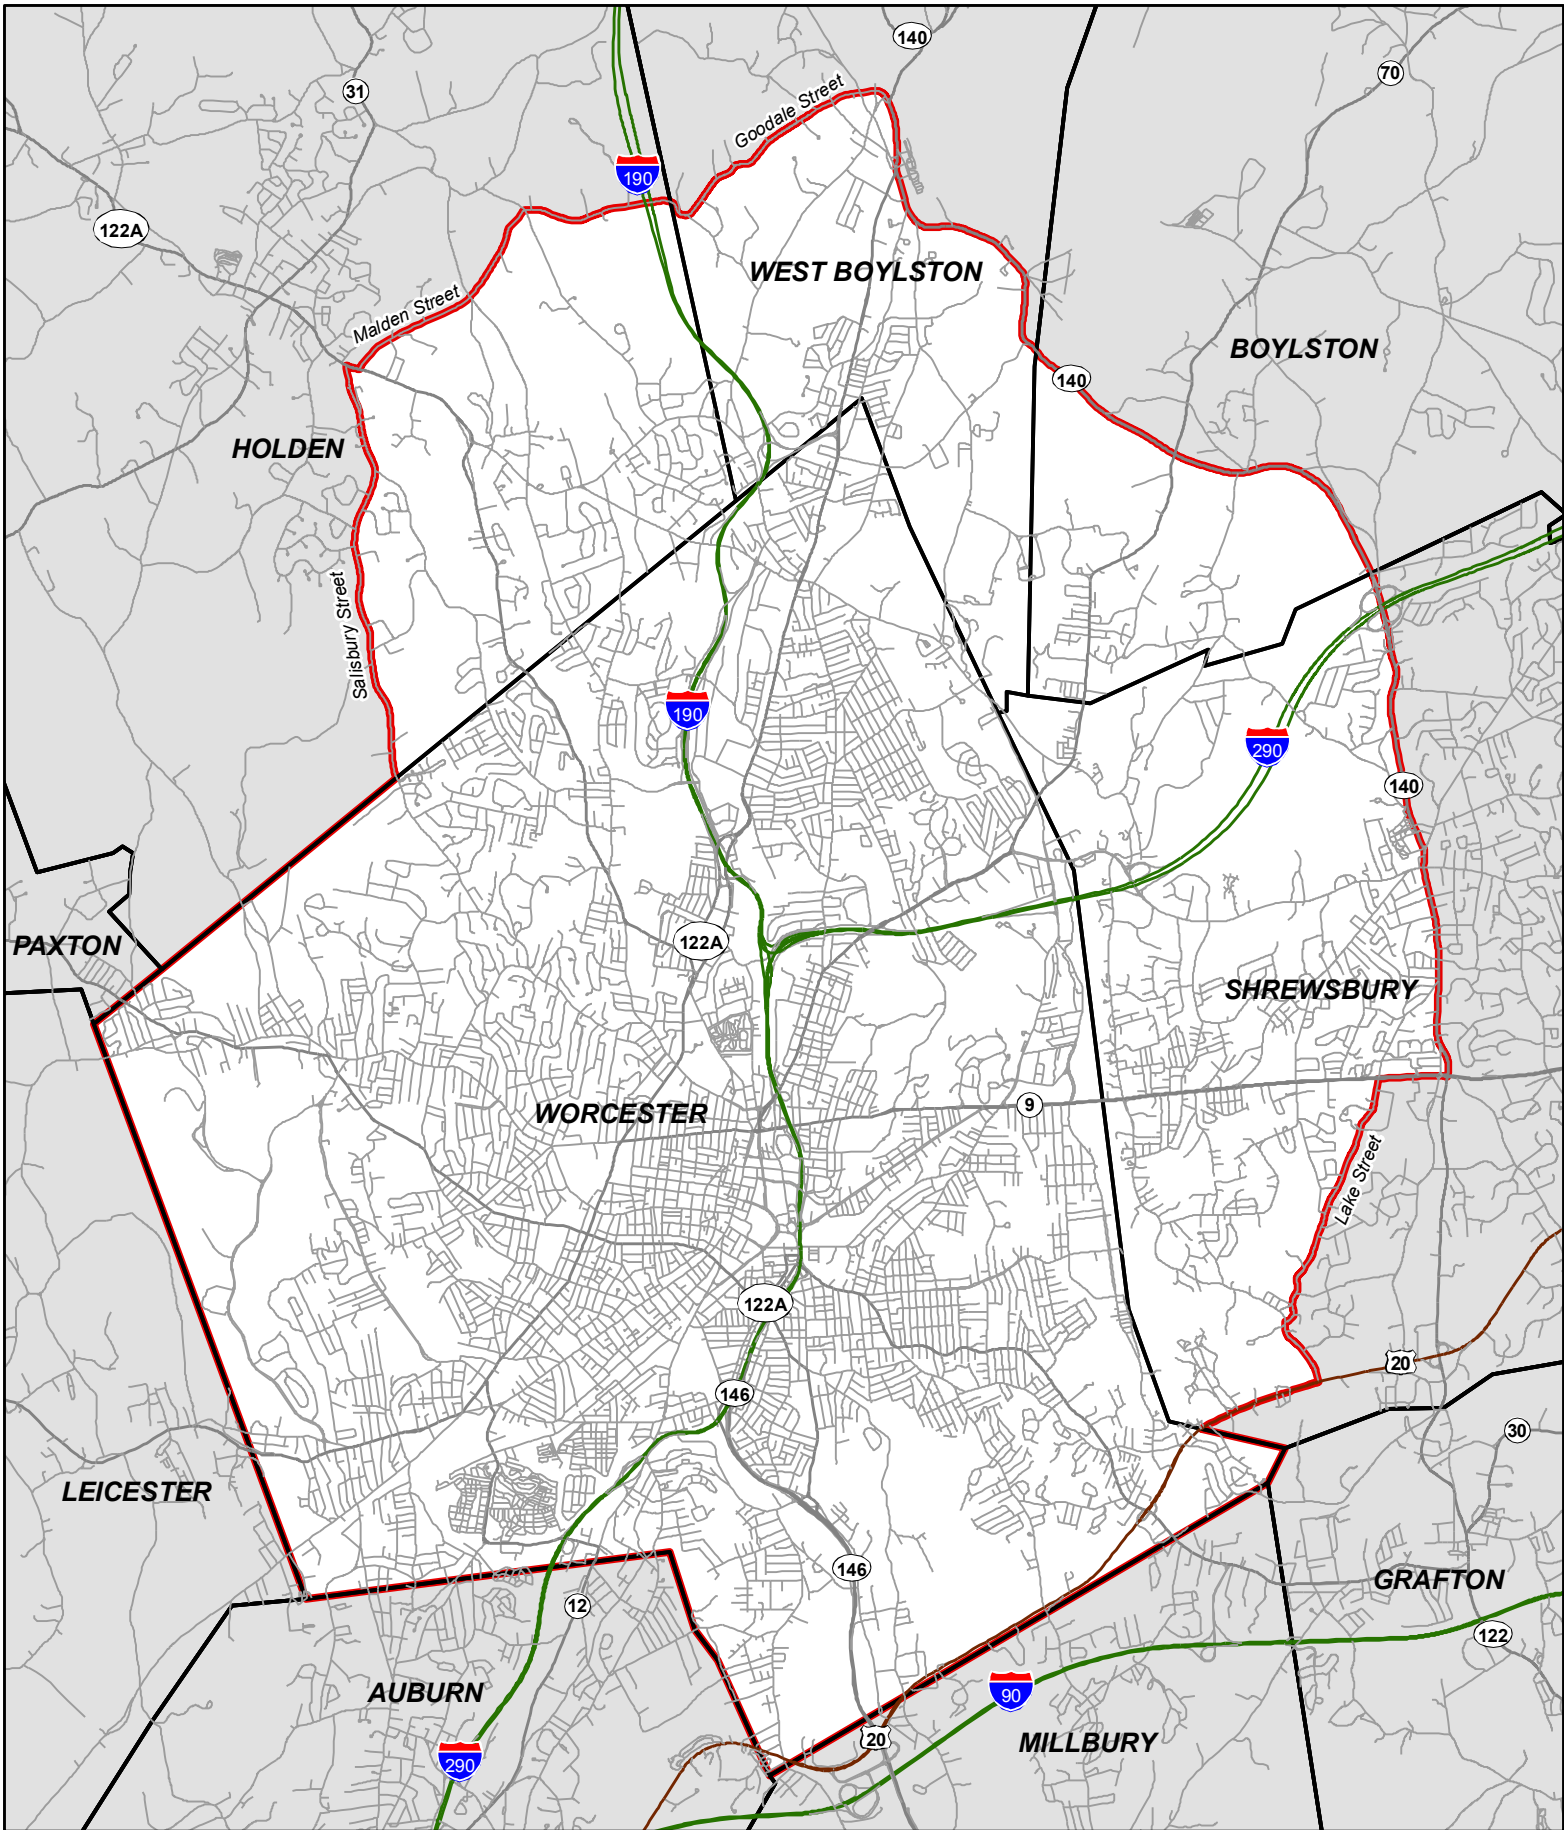 140
70
31
Goodale Street
190
122A
WEST BOYLSTON
Malden Street
BOYLSTON
140
HOLDEN
Salisbury Street
190
290
140
122A
PAXTON
SHREWSBURY
9
WORCESTER
Lake Street
122A
20
146
30
LEICESTER
146
GRAFTON
12
122
AUBURN
90
20
MILLBURY
290